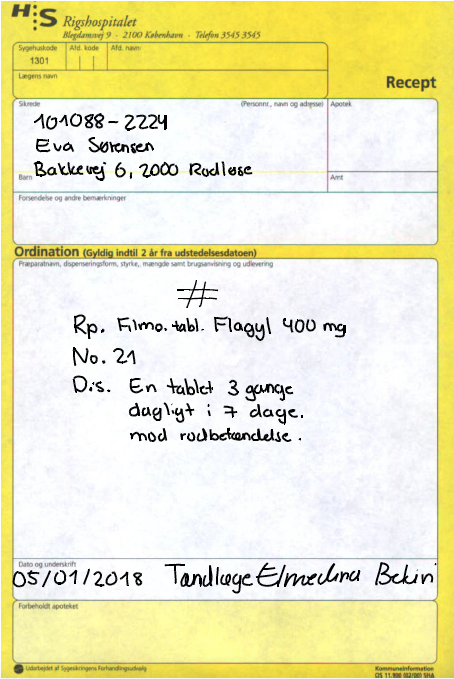 H:S Rigshospitalet
Blegdamsvej 9 - 2100 København - Telefon 3545 3545
Sygehuskode Afd. kode Afd. navn
1301
Lægens navn
Recept
Sikrede (Personnr., navn og adresse) Apotek
101088-2224
Eva Sørensen
Bakkevej 6, 2000 Rodløse
Barn Amt
Forsendelse og andre bemærkninger
Ordination (Gyldig indtil 2 år fra udstedelsesdatoen)
Præparatnavn, dispenseringsform, styrke, mængde samt brugsanvisning og udlevering
#
Rp. Filmo.tabl. Flagyl 400 mg
No. 21
D.s. En tablet 3 gange
dagligt i 7 dage.
mod rodbetændelse.
Dato og underskrift
05/01/2018 Tandlæge Elmedina Bekiri
Forbeholdt apoteket
Udarbejdet af Sygesikringens Forhandlingsudvalg
Kommuneinformation
OS 11.900 (02/00) SHA